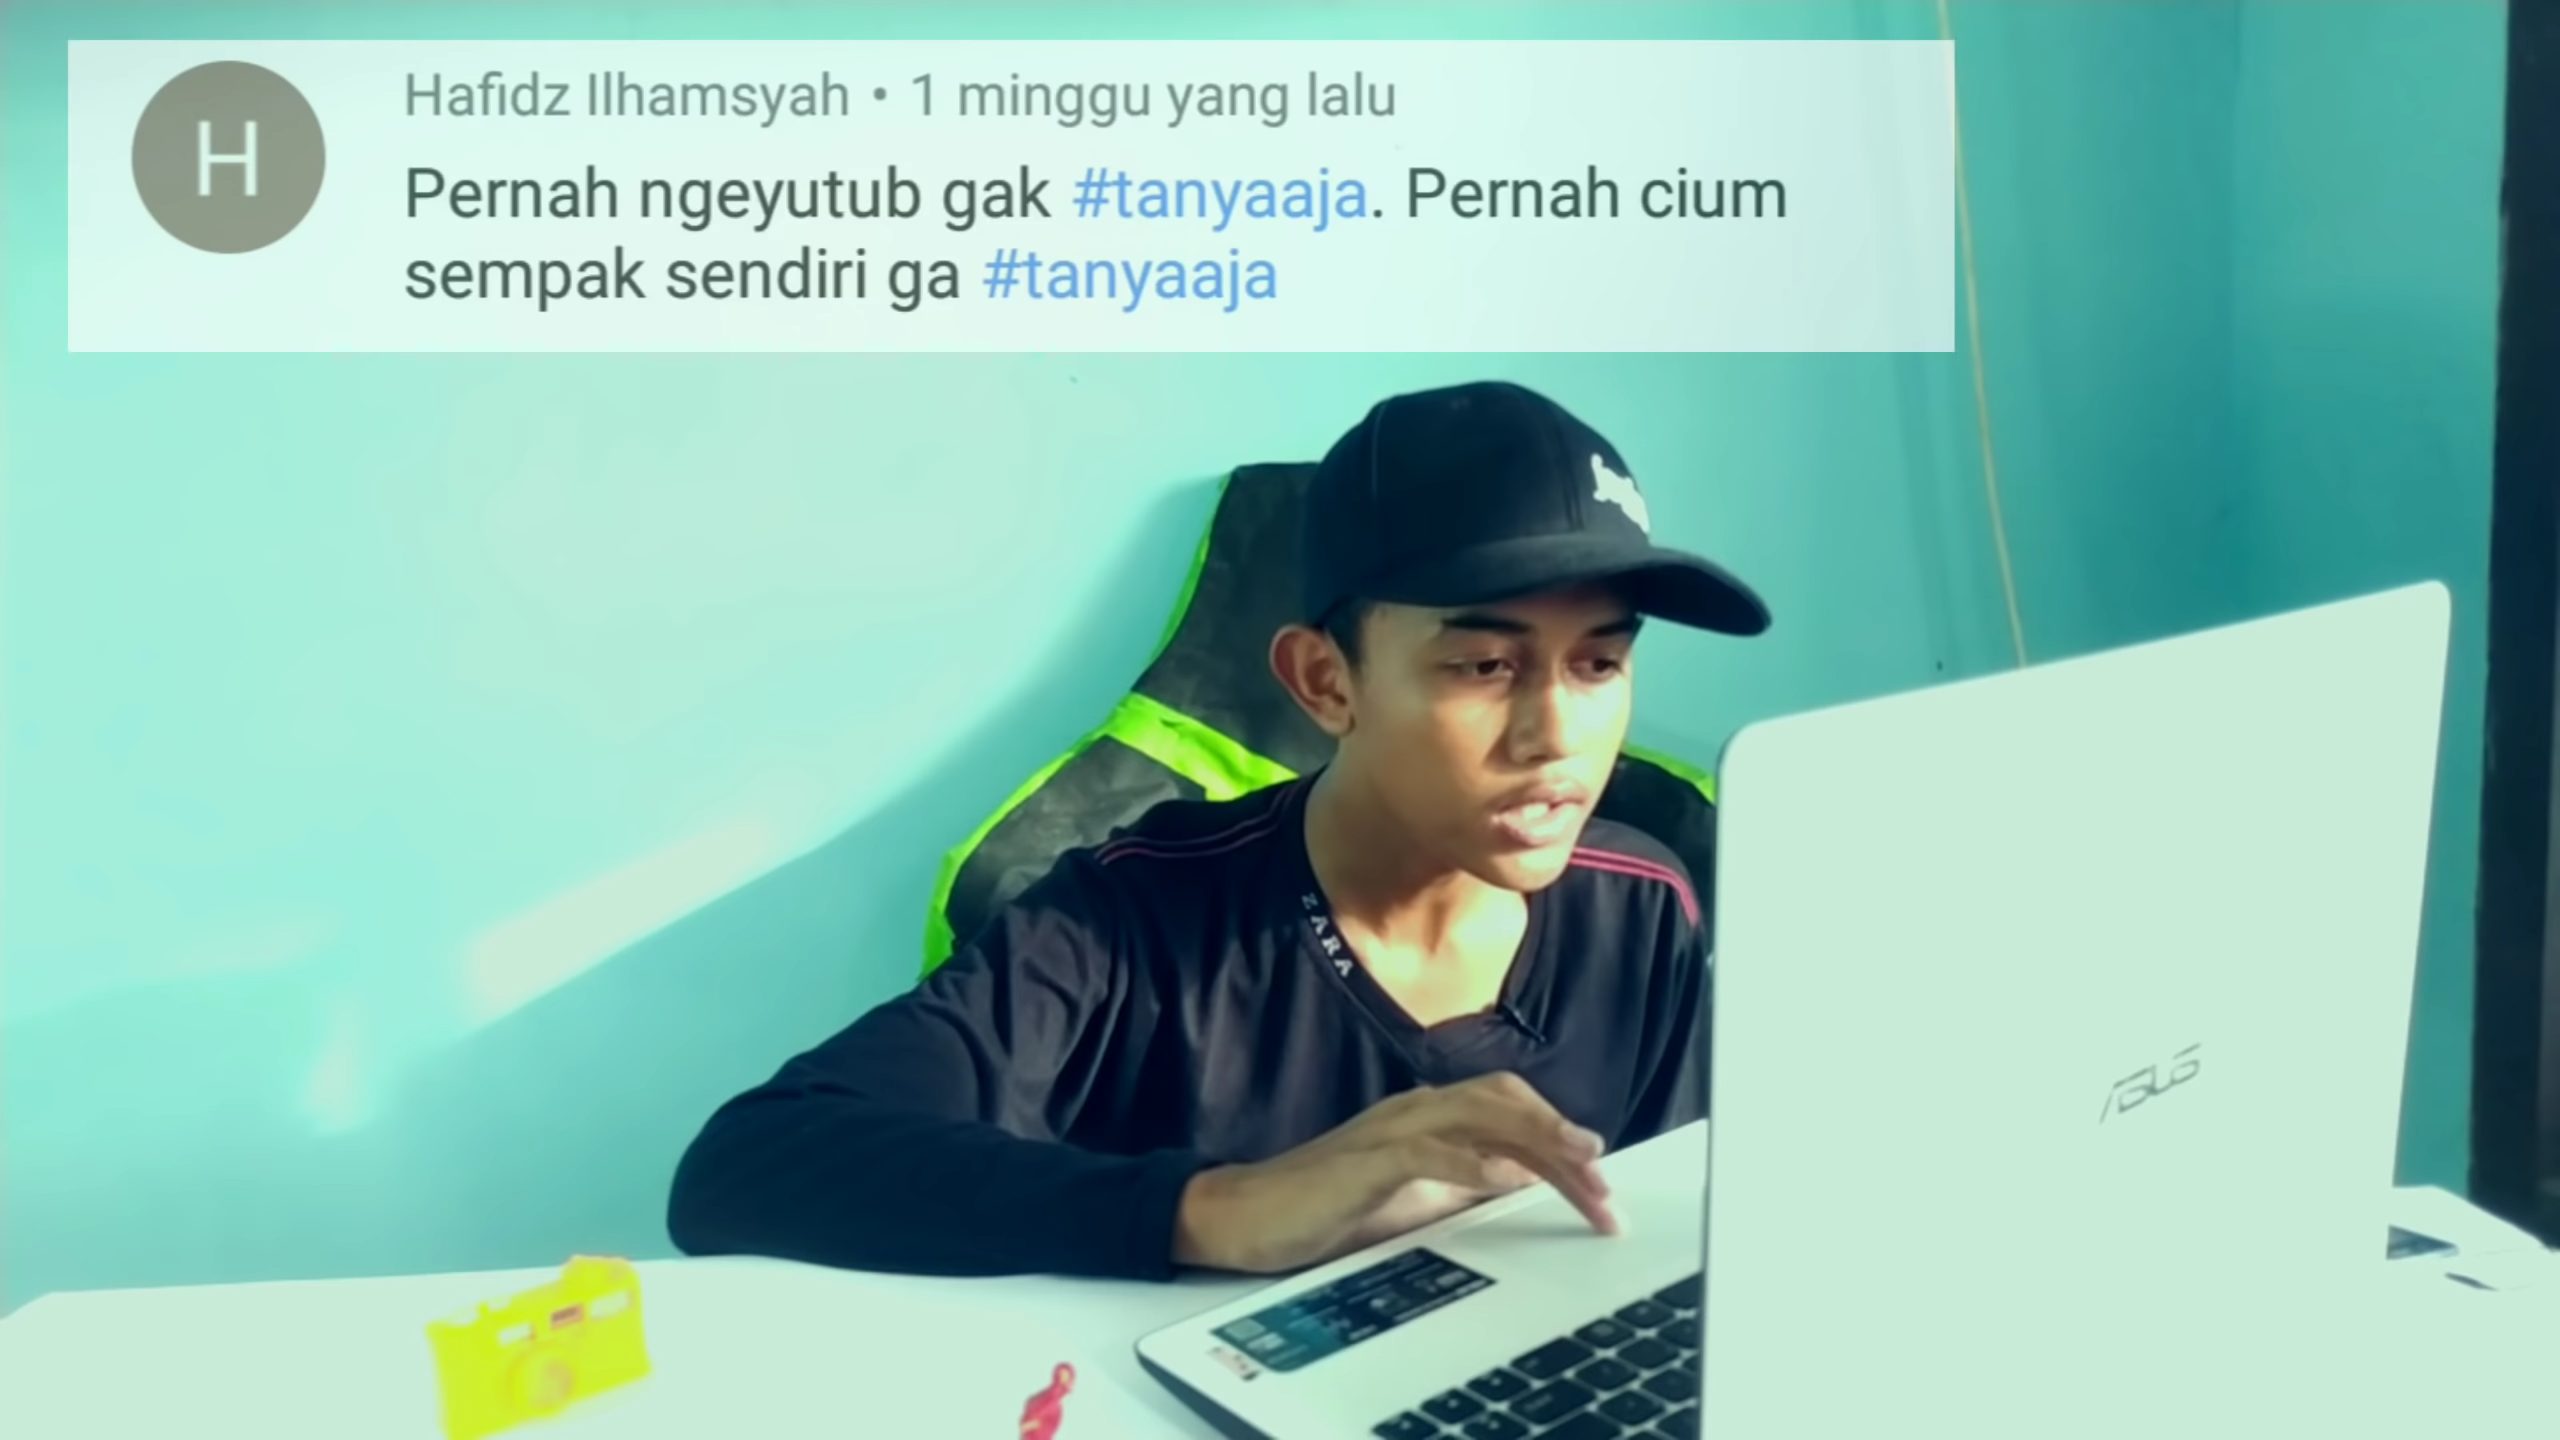 H
Hafidz Ilhamsyah • 1 minggu yang lalu
Pernah ngeyutub gak #tanyaaja. Pernah cium
sempak sendiri ga #tanyaaja
ZARA
ASUS